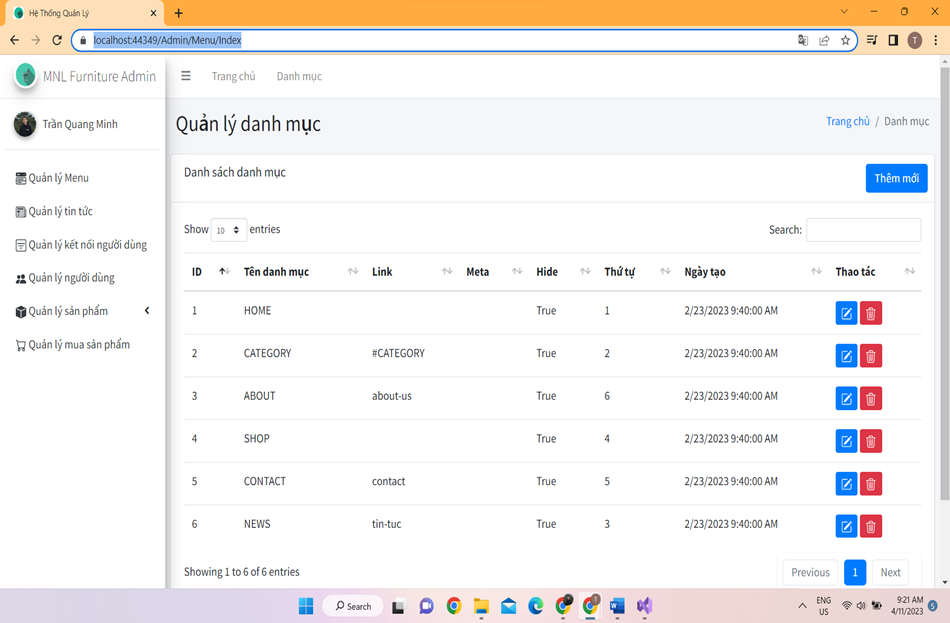 Hệ Thống Quản Lý
localhost:44349/Admin/Menu/Index
T
MNL Furniture Admin
Trang chủ Danh mục
Trần Quang Minh
Quản lý danh mục
Trang chủ / Danh mục
Quản lý Menu
Quản lý tin tức
Quản lý kết nối người dùng
Quản lý người dùng
Quản lý sản phẩm
Quản lý mua sản phẩm
Danh sách danh mục
Thêm mới
Show 10 entries
Search:
ID Tên danh mục Link Meta Hide Thứ tự Ngày tạo Thao tác
1 HOME True 1 2/23/2023 9:40:00 AM
2 CATEGORY #CATEGORY True 2 2/23/2023 9:40:00 AM
3 ABOUT about-us True 6 2/23/2023 9:40:00 AM
4 SHOP True 4 2/23/2023 9:40:00 AM
5 CONTACT contact True 5 2/23/2023 9:40:00 AM
6 NEWS tin-tuc True 3 2/23/2023 9:40:00 AM
Showing 1 to 6 of 6 entries
Previous 1 Next
Search
ENG
US
9:21 AM
4/11/2023
5